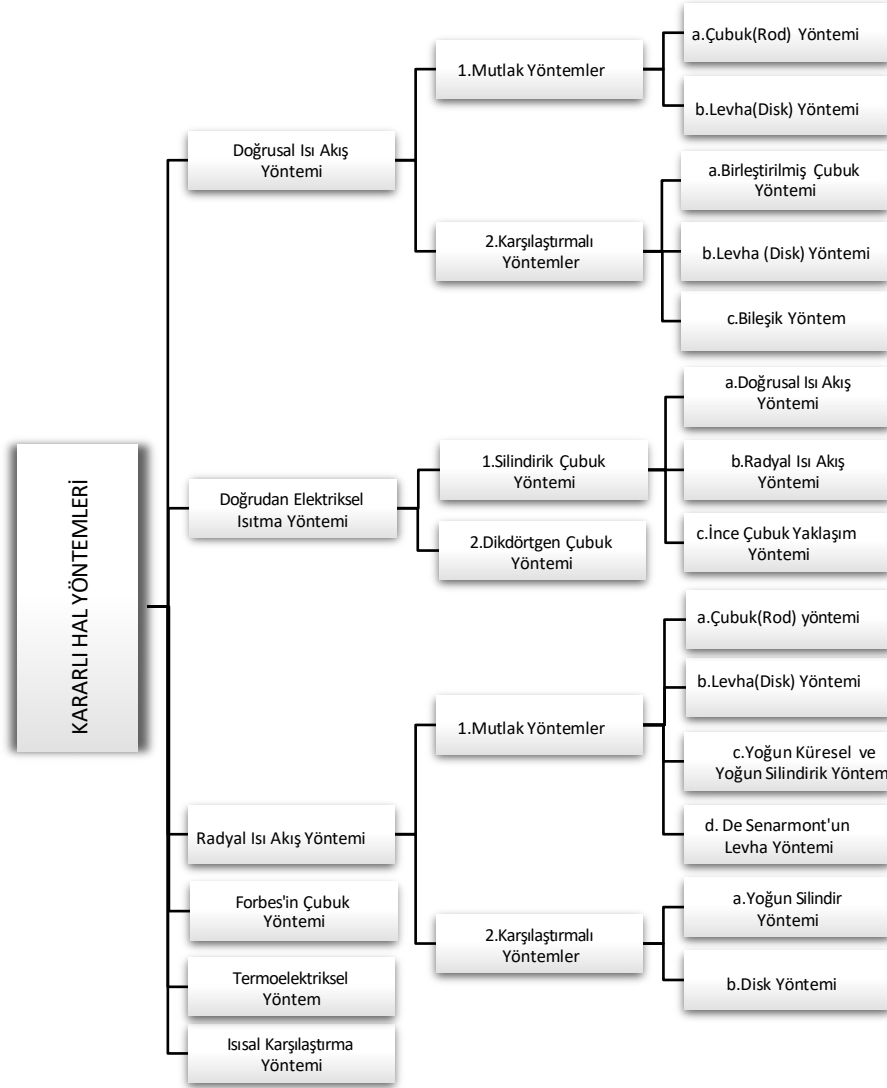 KARARLI HAL YÖNTEMLERİ
Doğrusal Isı Akış
Yöntemi
1.Mutlak Yöntemler
a.Çubuk(Rod) Yöntemi
b.Levha(Disk) Yöntemi
2.Karşılaştırmalı
Yöntemler
a.Birleştirilmiş Çubuk
Yöntemi
b.Levha (Disk) Yöntemi
c.Bileşik Yöntem
Doğrudan Elektriksel
Isıtma Yöntemi
1.Silindirik Çubuk
Yöntemi
a.Doğrusal Isı Akış
Yöntemi
b.Radyal Isı Akış
Yöntemi
c.İnce Çubuk Yaklaşım
Yöntemi
2.Dikdörtgen Çubuk
Yöntemi
Radyal Isı Akış Yöntemi
1.Mutlak Yöntemler
a.Çubuk(Rod) yöntemi
b.Levha(Disk) Yöntemi
c.Yoğun Küresel ve
Yoğun Silindirik Yöntem
d. De Senarmont'un
Levha Yöntemi
2.Karşılaştırmalı
Yöntemler
a.Yoğun Silindir
Yöntemi
b.Disk Yöntemi
Forbes'in Çubuk
Yöntemi
Termoelektriksel
Yöntem
Isısal Karşılaştırma
Yöntemi